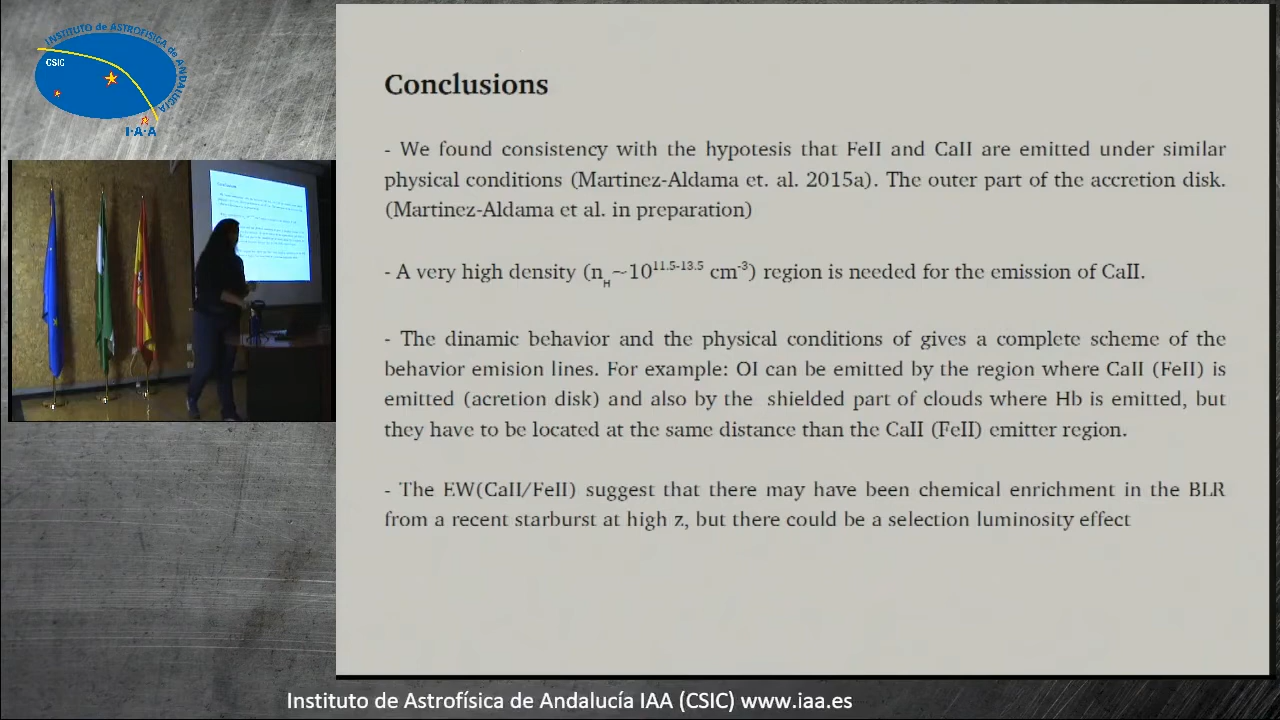 INSTITUTO de ASTROFÍSICA de ANDALUCÍA
CSIC
I·A·A
Conclusions
- We found consistency with the hypotesis that FeII and CaII are emitted under similar
physical conditions (Martinez-Aldama et. al. 2015a). The outer part of the accretion disk.
(Martinez-Aldama et al. in preparation)
- A very high density (nH~10^11.5-13.5 cm^-3) region is needed for the emission of CaII.
- The dinamic behavior and the physical conditions of gives a complete scheme of the
behavior emision lines. For example: OI can be emitted by the region where CaII (FeII) is
emitted (acretion disk) and also by the shielded part of clouds where Hb is emitted, but
they have to be located at the same distance than the CaII (FeII) emitter region.
- The EW(CaII/FeII) suggest that there may have been chemical enrichment in the BLR
from a recent starburst at high z, but there could be a selection luminosity effect
Instituto de Astrofísica de Andalucía IAA (CSIC) www.iaa.es